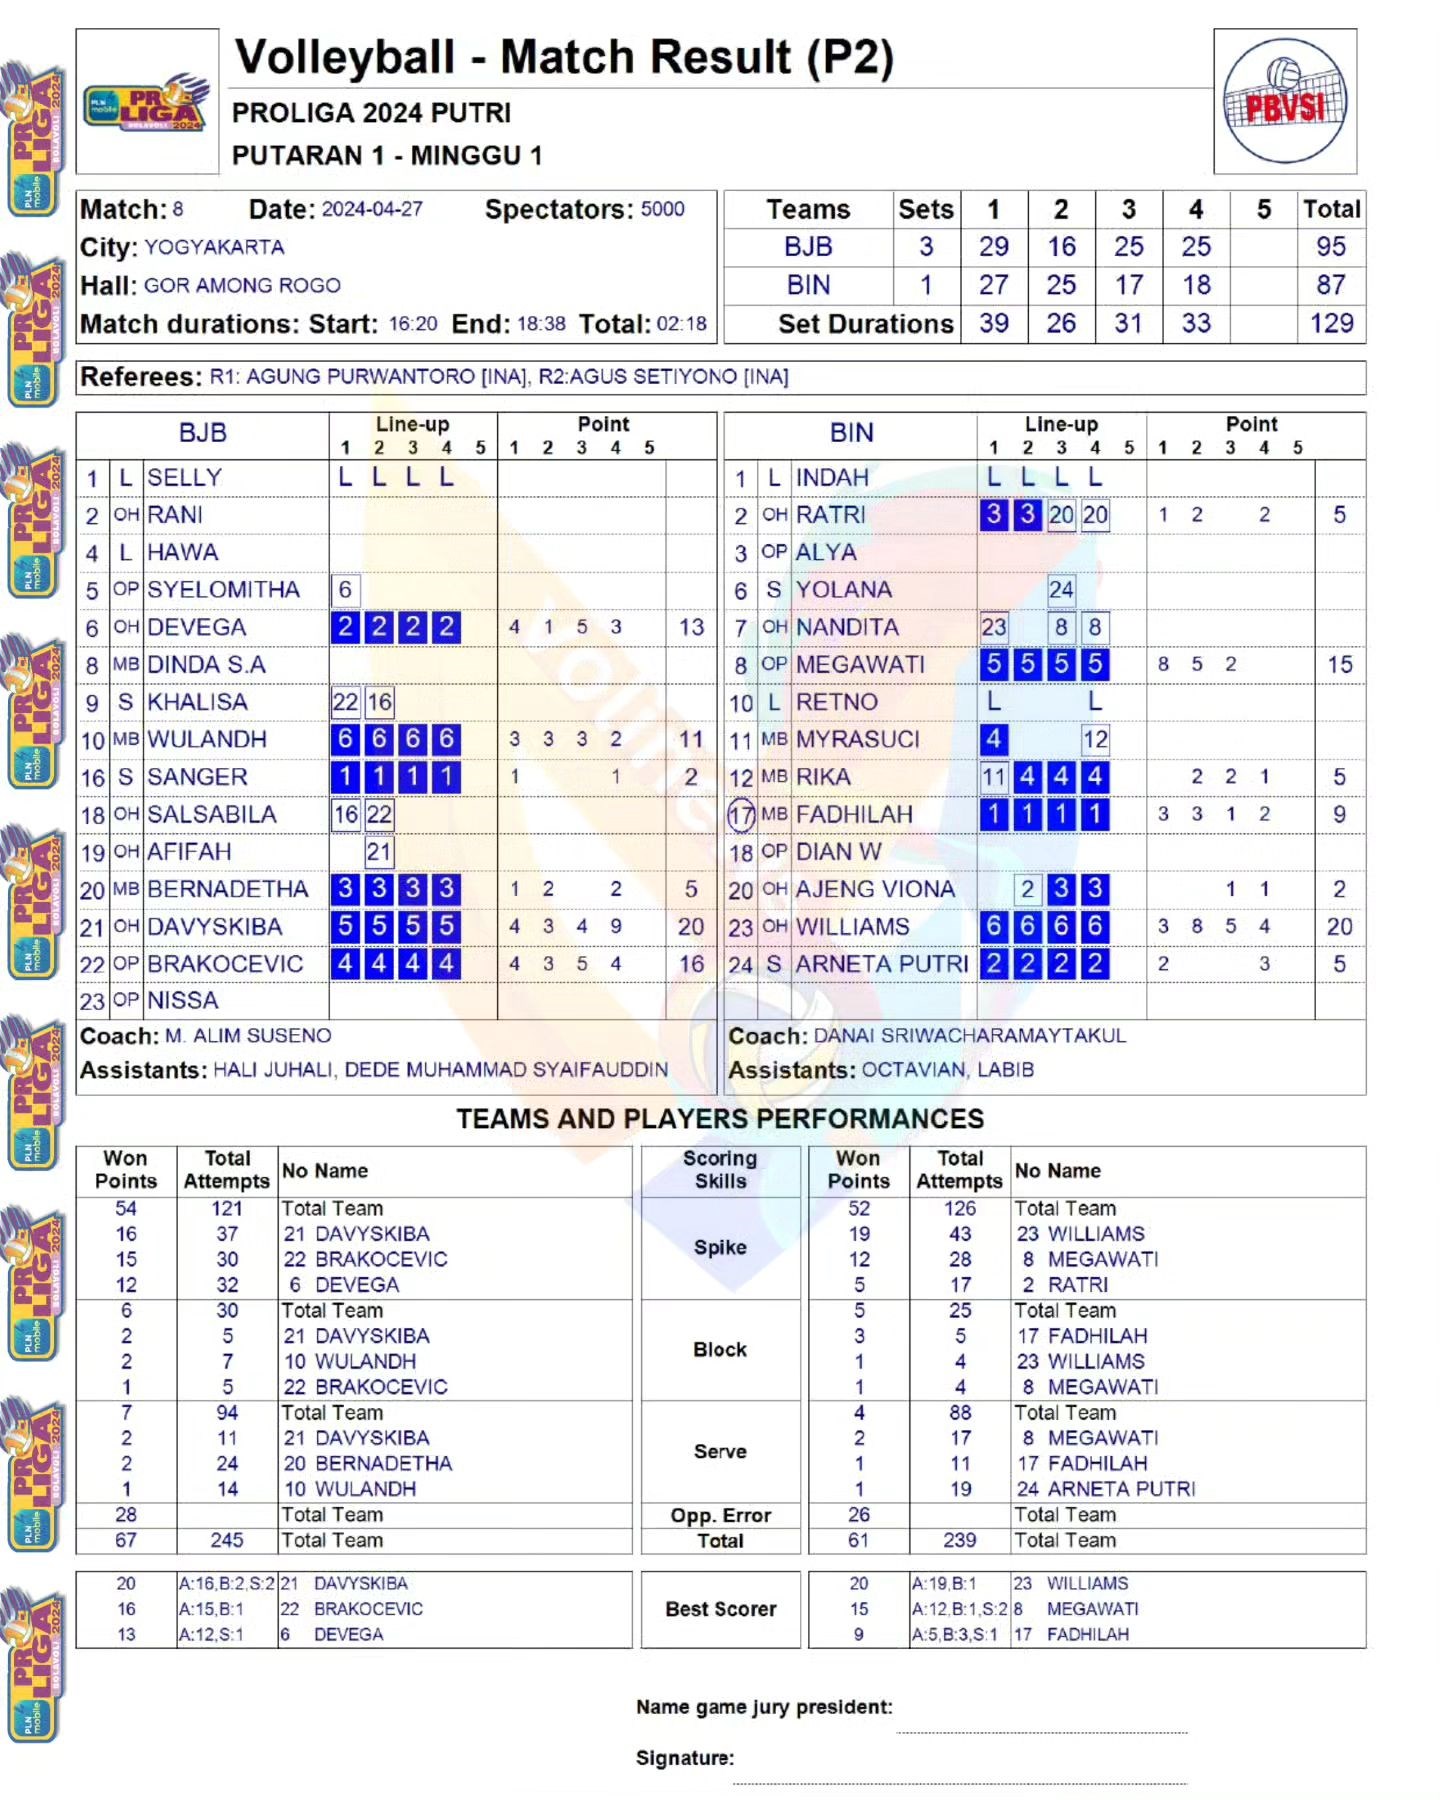 Volleyball - Match Result (P2)
PROLIGA 2024 PUTRI
PUTARAN 1 - MINGGU 1
PLN mobile PROLIGA BOLAVOLI 2024
PBVSI
Match: 8 Date: 2024-04-27 Spectators: 5000
City: YOGYAKARTA
Hall: GOR AMONG ROGO
Match durations: Start: 16:20 End: 18:38 Total: 02:18
Teams Sets 1 2 3 4 5 Total
BJB 3 29 16 25 25 95
BIN 1 27 25 17 18 87
Set Durations 39 26 31 33 129
Referees: R1: AGUNG PURWANTORO [INA], R2:AGUS SETIYONO [INA]
BJB Line-up Point
1 2 3 4 5 1 2 3 4 5
1 L SELLY L L L L
2 OH RANI
4 L HAWA
5 OP SYELOMITHA 6
6 OH DEVEGA 2 2 2 2 4 1 5 3 13
8 MB DINDA S.A
9 S KHALISA 22 16
10 MB WULANDH 6 6 6 6 3 3 3 2 11
16 S SANGER 1 1 1 1 1 1 2
18 OH SALSABILA 16 22
19 OH AFIFAH 21
20 MB BERNADETHA 3 3 3 3 1 2 2 5
21 OH DAVYSKIBA 5 5 5 5 4 3 4 9 20
22 OP BRAKOCEVIC 4 4 4 4 4 3 5 4 16
23 OP NISSA
Coach: M. ALIM SUSENO
Assistants: HALI JUHALI, DEDE MUHAMMAD SYAIFAUDDIN
BIN Line-up Point
1 2 3 4 5 1 2 3 4 5
1 L INDAH L L L L
2 OH RATRI 3 3 20 20 1 2 2 5
3 OP ALYA
6 S YOLANA 24
7 OH NANDITA 23 8 8
8 OP MEGAWATI 5 5 5 5 8 5 2 15
10 L RETNO L L
11 MB MYRASUCI 4 12
12 MB RIKA 11 4 4 4 2 2 1 5
17 MB FADHILAH 1 1 1 1 3 3 1 2 9
18 OP DIAN W
20 OH AJENG VIONA 2 3 3 1 1 2
23 OH WILLIAMS 6 6 6 6 3 8 5 4 20
24 S ARNETA PUTRI 2 2 2 2 2 3 5
Coach: DANAI SRIWACHARAMAYTAKUL
Assistants: OCTAVIAN, LABIB
TEAMS AND PLAYERS PERFORMANCES
Won Points Total Attempts No Name Scoring Skills Won Points Total Attempts No Name
54 121 Total Team Spike 52 126 Total Team
16 37 21 DAVYSKIBA 19 43 23 WILLIAMS
15 30 22 BRAKOCEVIC 12 28 8 MEGAWATI
12 32 6 DEVEGA 5 17 2 RATRI
6 30 Total Team Block 5 25 Total Team
2 5 21 DAVYSKIBA 3 5 17 FADHILAH
2 7 10 WULANDH 1 4 23 WILLIAMS
1 5 22 BRAKOCEVIC 1 4 8 MEGAWATI
7 94 Total Team Serve 4 88 Total Team
2 11 21 DAVYSKIBA 2 17 8 MEGAWATI
2 24 20 BERNADETHA 1 11 17 FADHILAH
1 14 10 WULANDH 1 19 24 ARNETA PUTRI
28 Total Team Opp. Error 26 Total Team
67 245 Total Team Total 61 239 Total Team
20 A:16,B:2,S:2 21 DAVYSKIBA Best Scorer 20 A:19,B:1 23 WILLIAMS
16 A:15,B:1 22 BRAKOCEVIC 15 A:12,B:1,S:2 8 MEGAWATI
13 A:12,S:1 6 DEVEGA 9 A:5,B:3,S:1 17 FADHILAH
Name game jury president:
Signature: